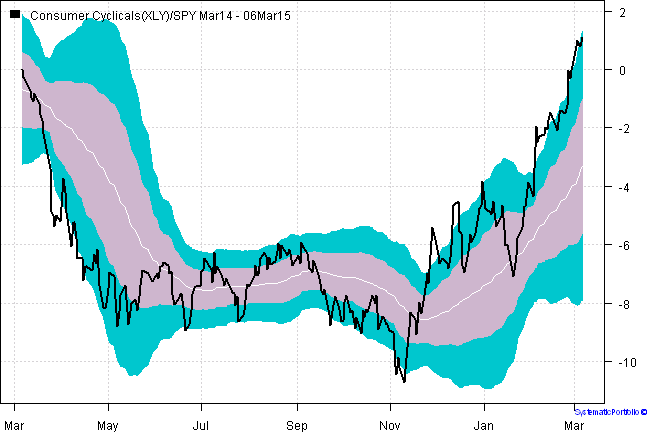 Consumer Cyclicals(XLY)/SPY Mar14 - 06Mar15
2
0
-2
-4
-6
-8
-10
Mar May Jul Sep Nov Jan Mar
SystematicPortfolio ©